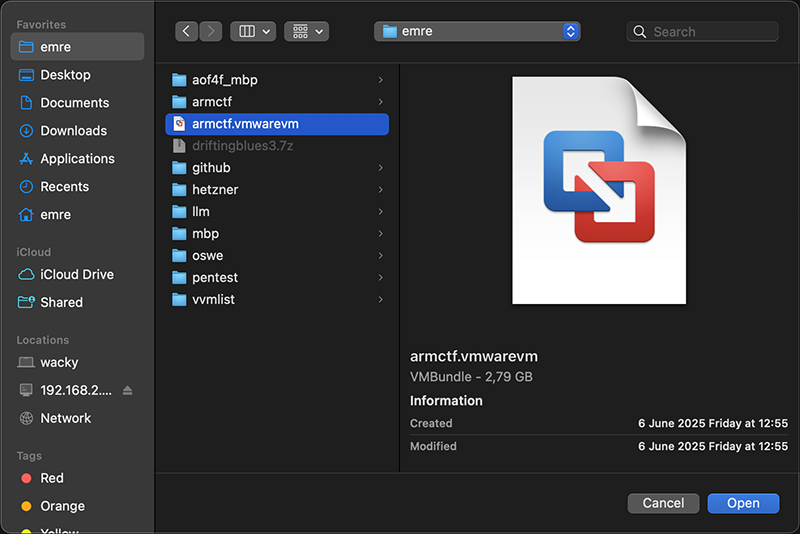 Favorites
emre
Desktop
Documents
Downloads
Applications
Recents
emre
iCloud
iCloud Drive
Shared
Locations
wacky
192.168.2....
Network
Tags
Red
Orange
Yellow
emre
Search
aof4f_mbp
armctf
armctf.vmwarevm
driftingblues3.7z
github
hetzner
llm
mbp
oswe
pentest
vvmlist
armctf.vmwarevm
VMBundle - 2,79 GB
Information
Created 6 June 2025 Friday at 12:55
Modified 6 June 2025 Friday at 12:55
Cancel
Open